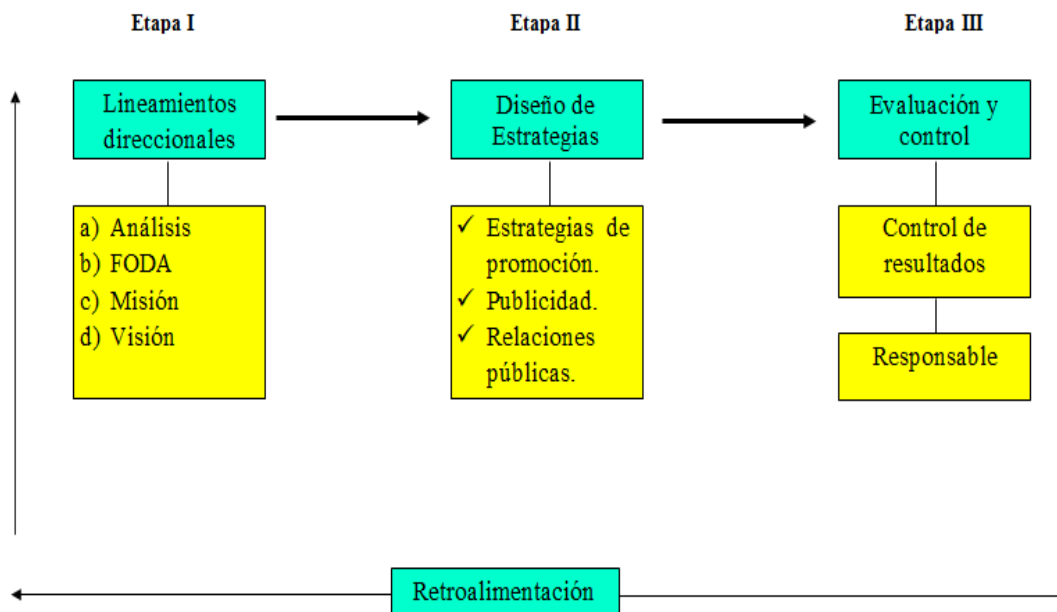 Etapa I
Etapa II
Etapa III
Lineamientos
direccionales
Diseño de
Estrategias
Evaluación y
control
a) Análisis
b) FODA
c) Misión
d) Visión
✓ Estrategias de
promoción.
✓ Publicidad.
✓ Relaciones
públicas.
Control de
resultados
Responsable
Retroalimentación